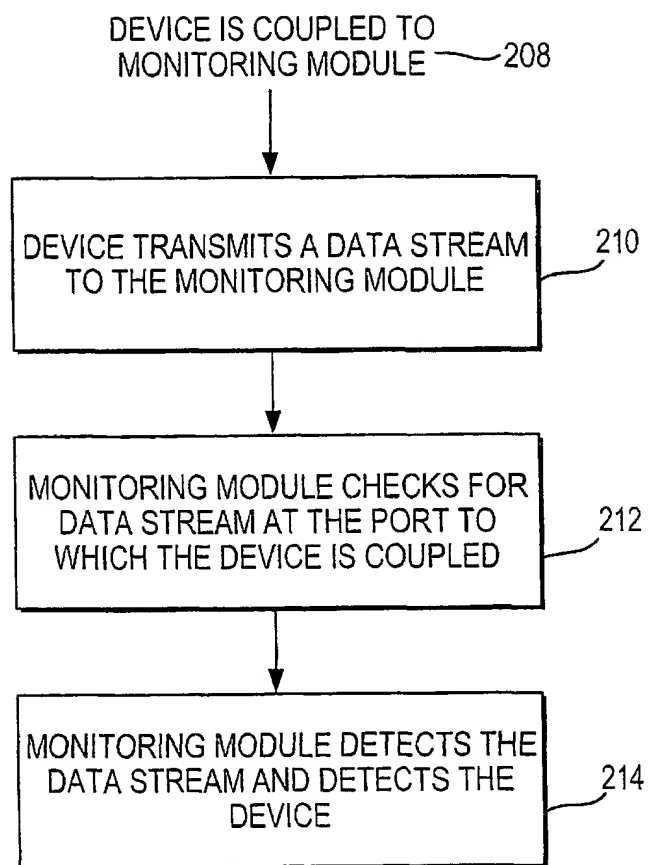 DEVICE IS COUPLED TO
MONITORING MODULE 208
DEVICE TRANSMITS A DATA STREAM
TO THE MONITORING MODULE
210
MONITORING MODULE CHECKS FOR
DATA STREAM AT THE PORT TO
WHICH THE DEVICE IS COUPLED
212
MONITORING MODULE DETECTS THE
DATA STREAM AND DETECTS THE
DEVICE
214